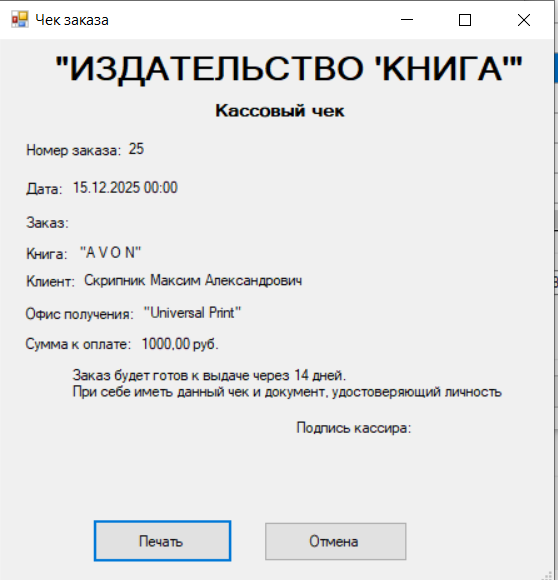 Чек заказа
"ИЗДАТЕЛЬСТВО 'КНИГА'"
Кассовый чек
Номер заказа: 25
Дата: 15.12.2025 00:00
Заказ:
Книга: "A V O N"
Клиент: Скрипник Максим Александрович
Офис получения: "Universal Print"
Сумма к оплате: 1000,00 руб.
Заказ будет готов к выдаче через 14 дней.
При себе иметь данный чек и документ, удостоверяющий личность
Подпись кассира:
Печать Отмена